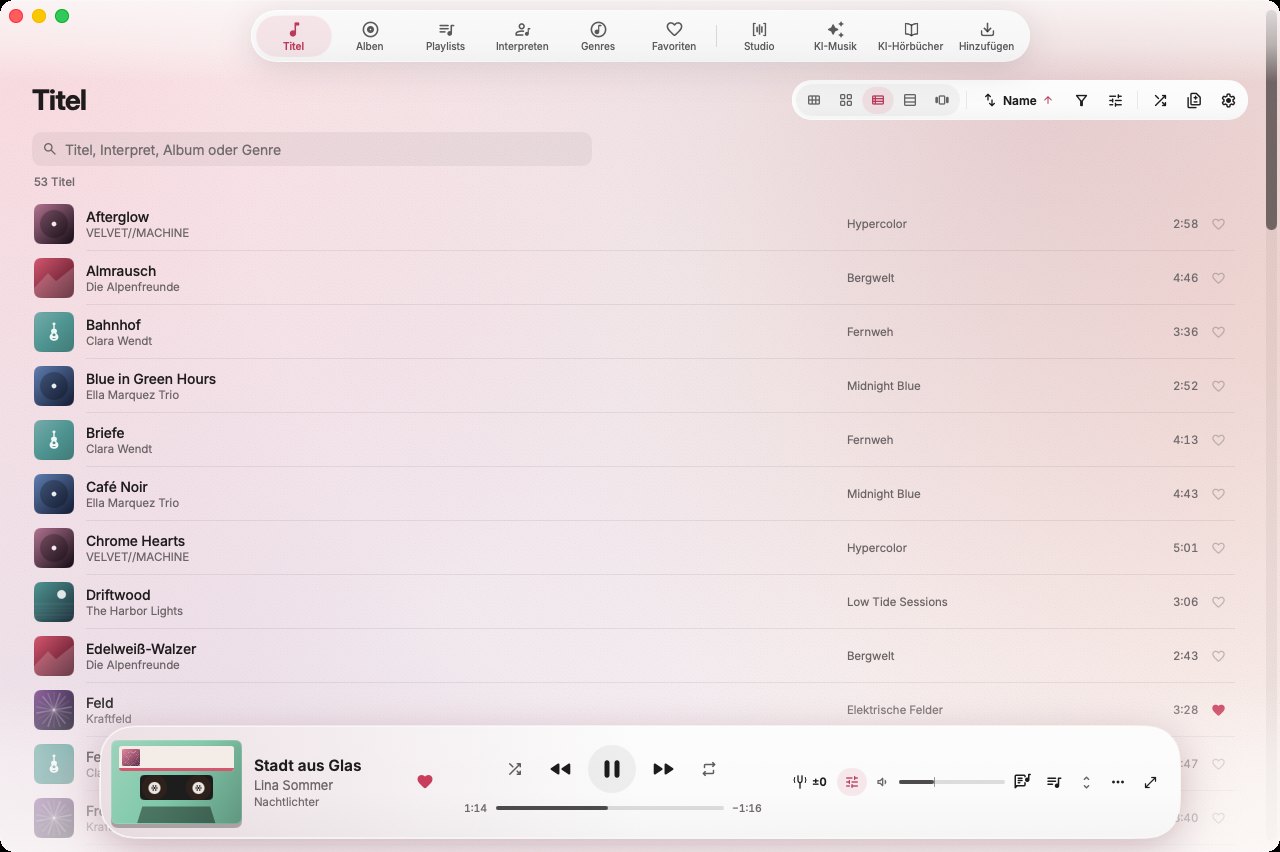 Titel
Alben
Playlists
Interpreten
Genres
Favoriten
Studio
KI-Musik
KI-Hörbücher
Hinzufügen
Titel
Name
Titel, Interpret, Album oder Genre
53 Titel
Afterglow
VELVET//MACHINE
Hypercolor
2:58
Almrausch
Die Alpenfreunde
Bergwelt
4:46
Bahnhof
Clara Wendt
Fernweh
3:36
Blue in Green Hours
Ella Marquez Trio
Midnight Blue
2:52
Briefe
Clara Wendt
Fernweh
4:13
Café Noir
Ella Marquez Trio
Midnight Blue
4:43
Chrome Hearts
VELVET//MACHINE
Hypercolor
5:01
Driftwood
The Harbor Lights
Low Tide Sessions
3:06
Edelweiß-Walzer
Die Alpenfreunde
Bergwelt
2:43
Feld
Kraftfeld
Elektrische Felder
3:28
Stadt aus Glas
Lina Sommer
Nachtlichter
1:14
−1:16
±0